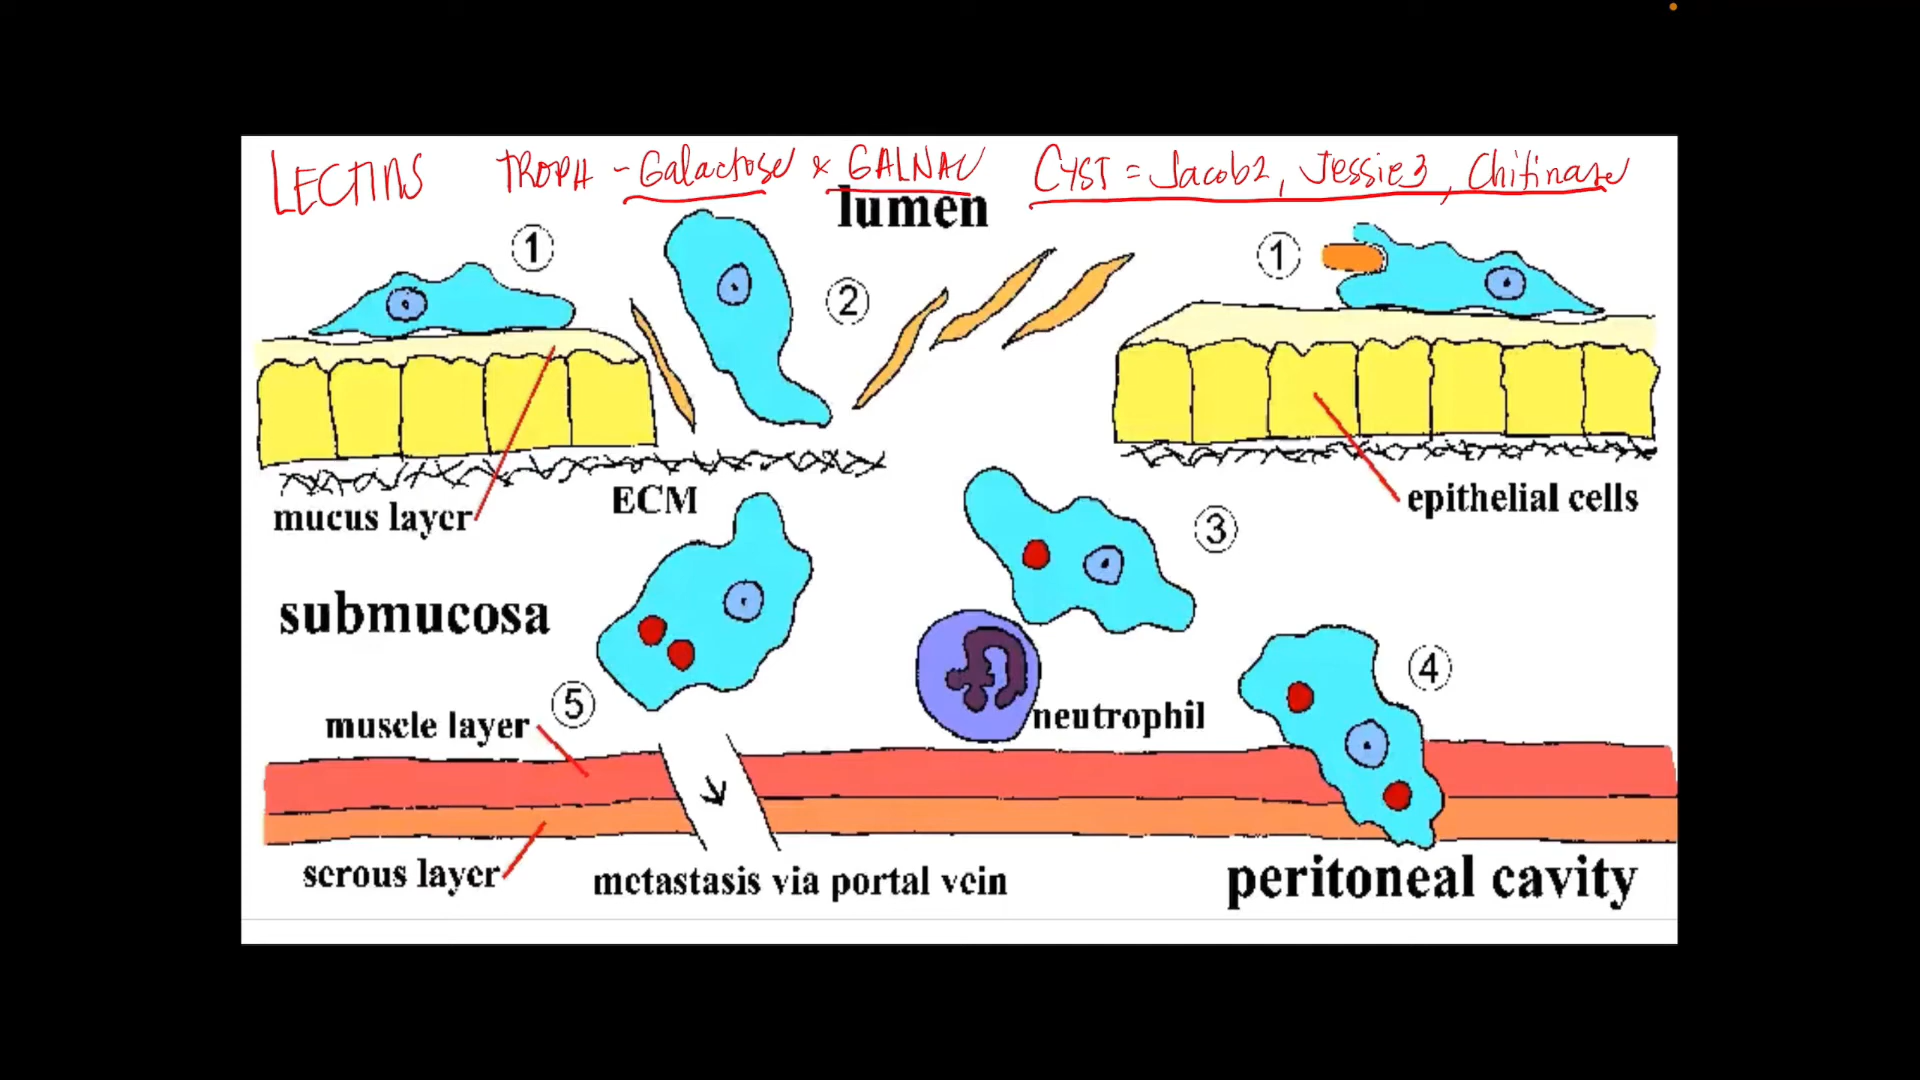 LECTINS TROPH - Galactose & GALNAC CYST = Jacob2, Jessie3, Chitinase
lumen
1
2
1
mucus layer
ECM
epithelial cells
3
submucosa
4
5
muscle layer
neutrophil
serous layer
metastasis via portal vein
peritoneal cavity